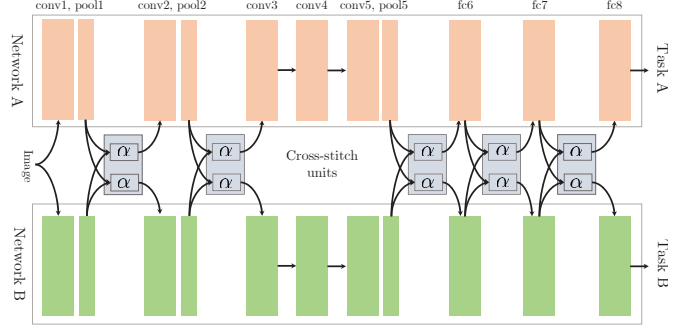 conv1, pool1 conv2, pool2 conv3 conv4 conv5, pool5 fc6 fc7 fc8
Network A
Task A
Image
α α α α α
Cross-stitch
units
α α α α α
Network B
Task B